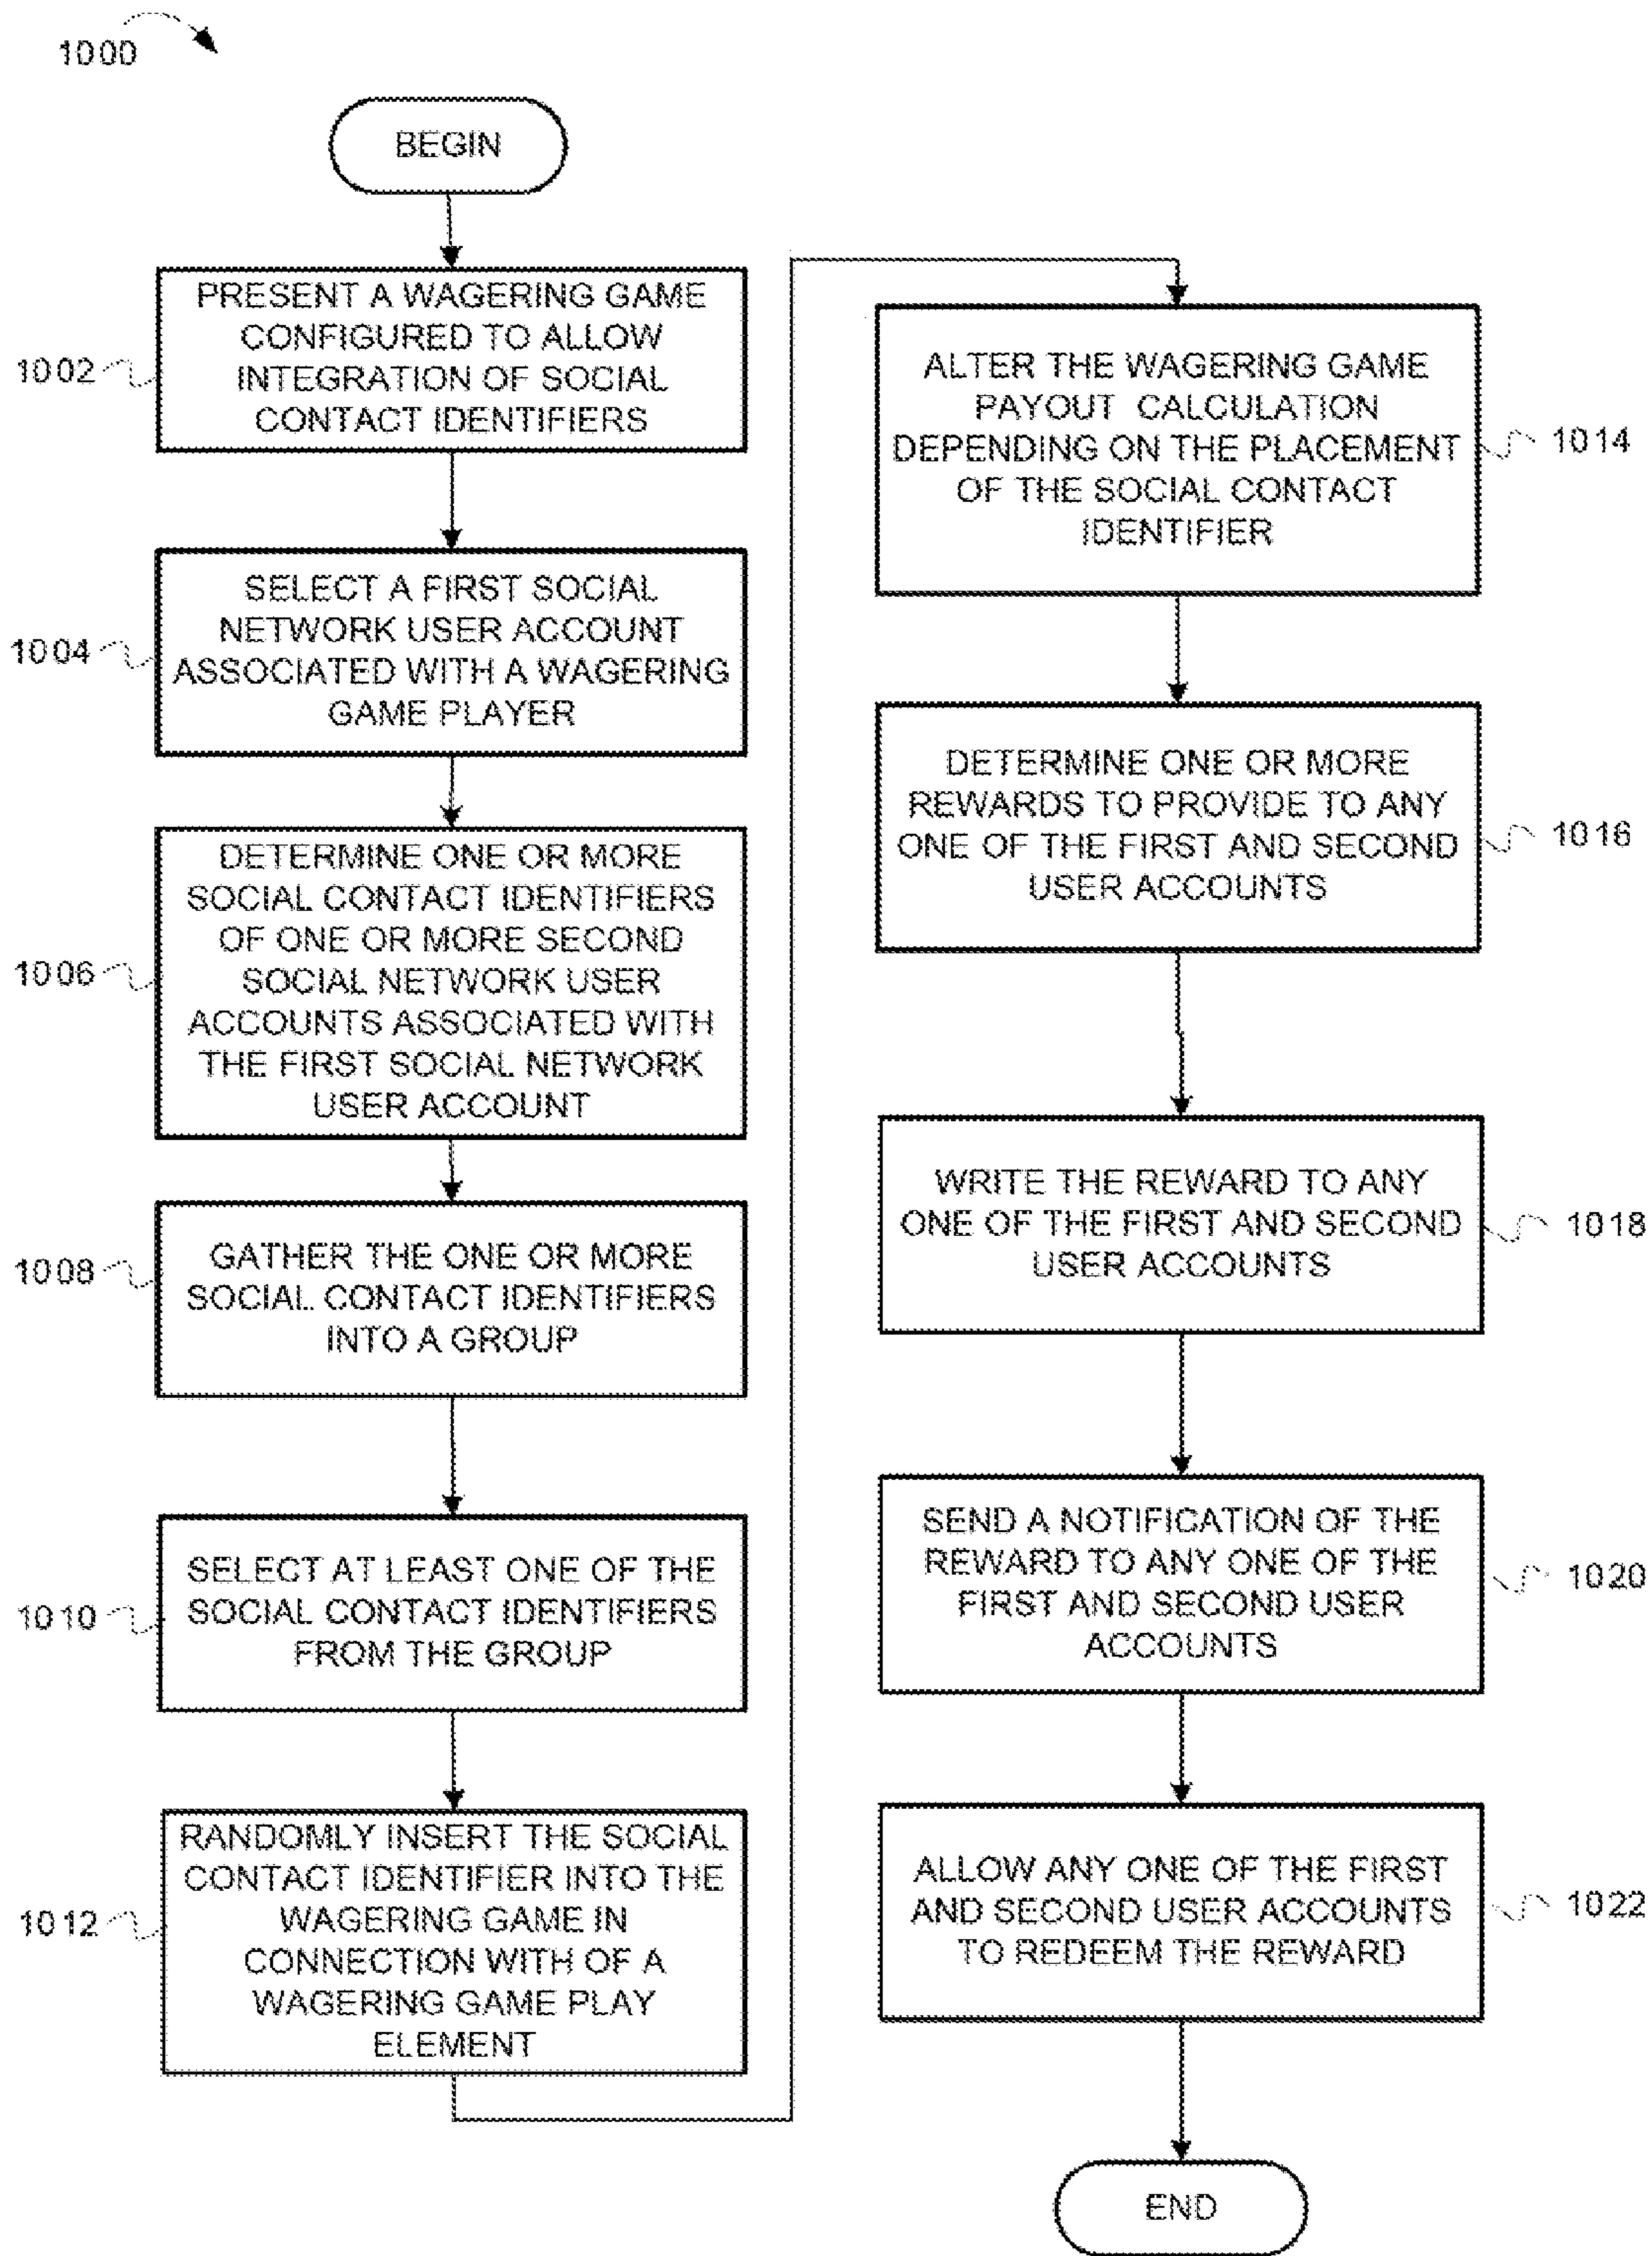 1000
BEGIN
PRESENT A WAGERING GAME
CONFIGURED TO ALLOW
INTEGRATION OF SOCIAL
CONTACT IDENTIFIERS
1002
SELECT A FIRST SOCIAL
NETWORK USER ACCOUNT
ASSOCIATED WITH A WAGERING
GAME PLAYER
1004
DETERMINE ONE OR MORE
SOCIAL CONTACT IDENTIFIERS
OF ONE OR MORE SECOND
SOCIAL NETWORK USER
ACCOUNTS ASSOCIATED WITH
THE FIRST SOCIAL NETWORK
USER ACCOUNT
1006
GATHER THE ONE OR MORE
SOCIAL CONTACT IDENTIFIERS
INTO A GROUP
1008
SELECT AT LEAST ONE OF THE
SOCIAL CONTACT IDENTIFIERS
FROM THE GROUP
1010
RANDOMLY INSERT THE SOCIAL
CONTACT IDENTIFIER INTO THE
WAGERING GAME IN
CONNECTION WITH OF A
WAGERING GAME PLAY
ELEMENT
1012
ALTER THE WAGERING GAME
PAYOUT CALCULATION
DEPENDING ON THE PLACEMENT
OF THE SOCIAL CONTACT
IDENTIFIER
1014
DETERMINE ONE OR MORE
REWARDS TO PROVIDE TO ANY
ONE OF THE FIRST AND SECOND
USER ACCOUNTS
1016
WRITE THE REWARD TO ANY
ONE OF THE FIRST AND SECOND
USER ACCOUNTS
1018
SEND A NOTIFICATION OF THE
REWARD TO ANY ONE OF THE
FIRST AND SECOND USER
ACCOUNTS
1020
ALLOW ANY ONE OF THE FIRST
AND SECOND USER ACCOUNTS
TO REDEEM THE REWARD
1022
END